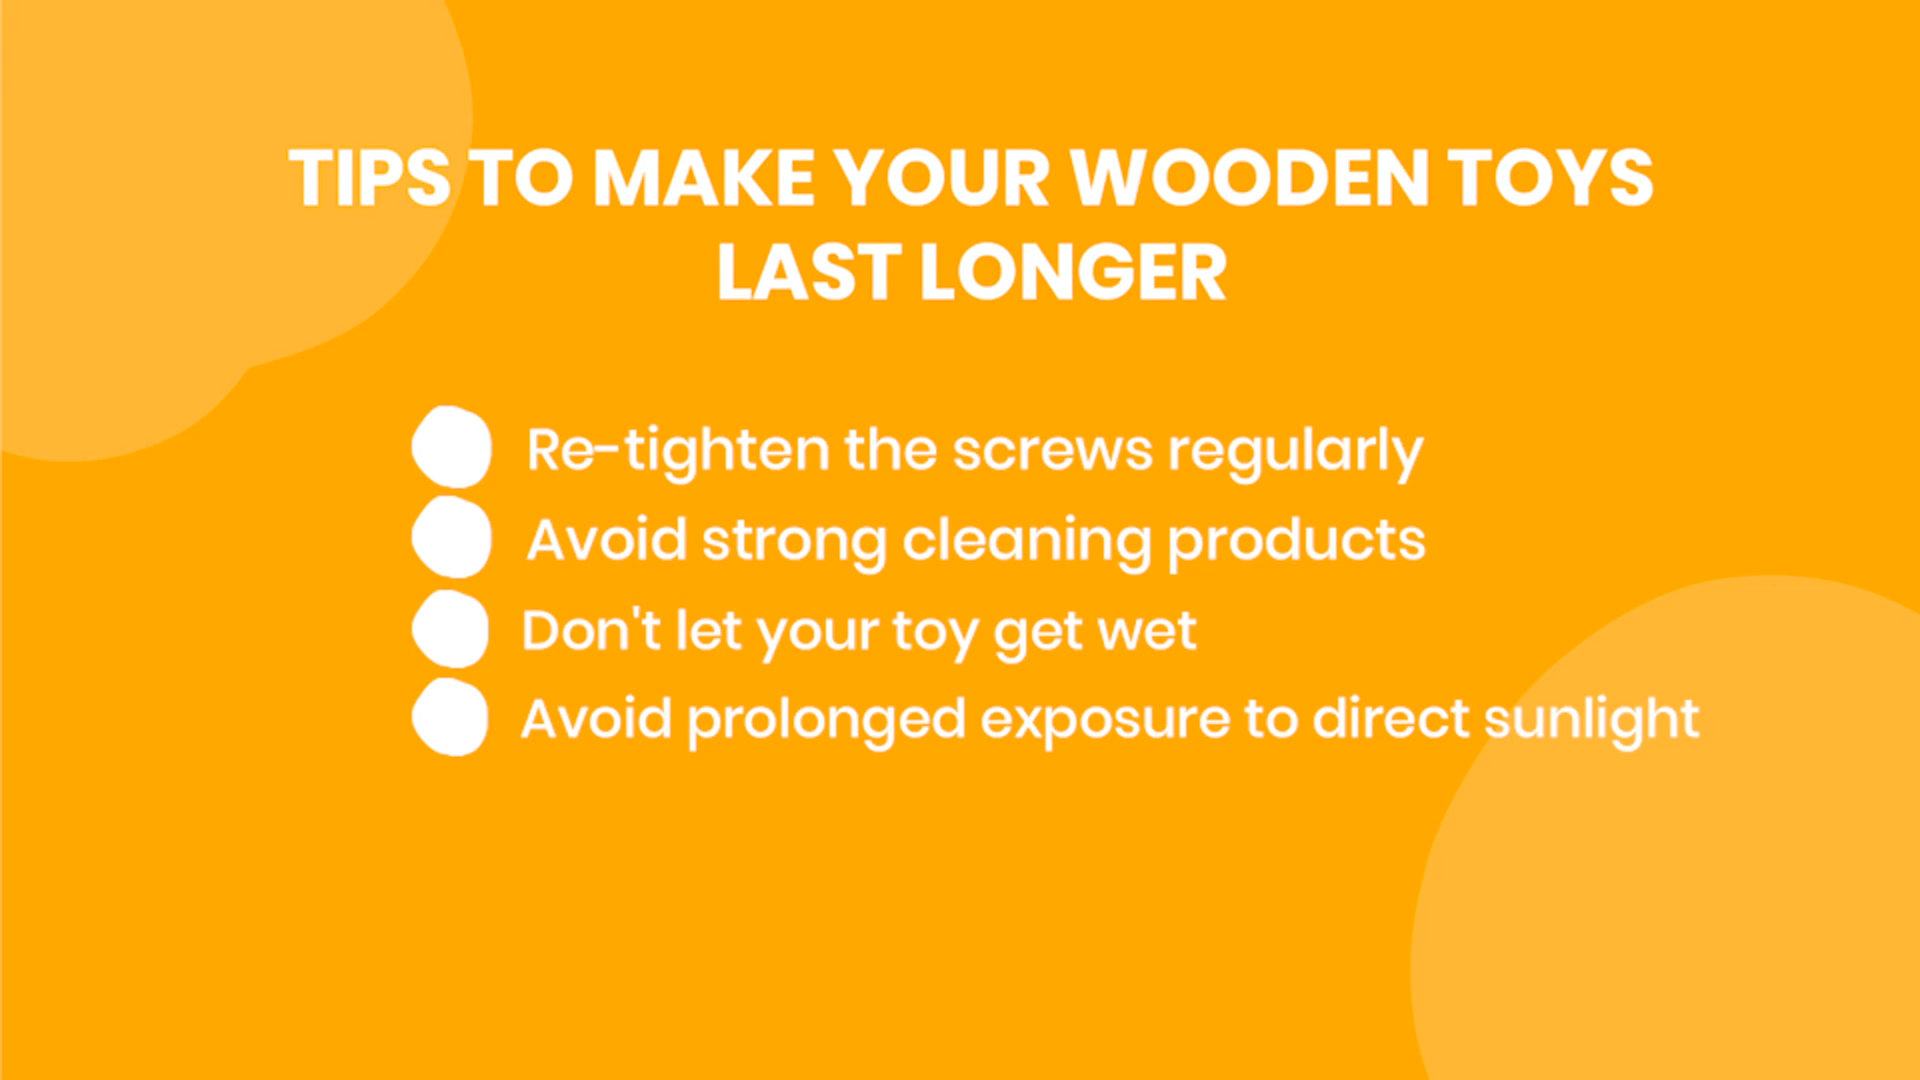 TIPS TO MAKE YOUR WOODEN TOYS
LAST LONGER
Re-tighten the screws regularly
Avoid strong cleaning products
Don't let your toy get wet
Avoid prolonged exposure to direct sunlight